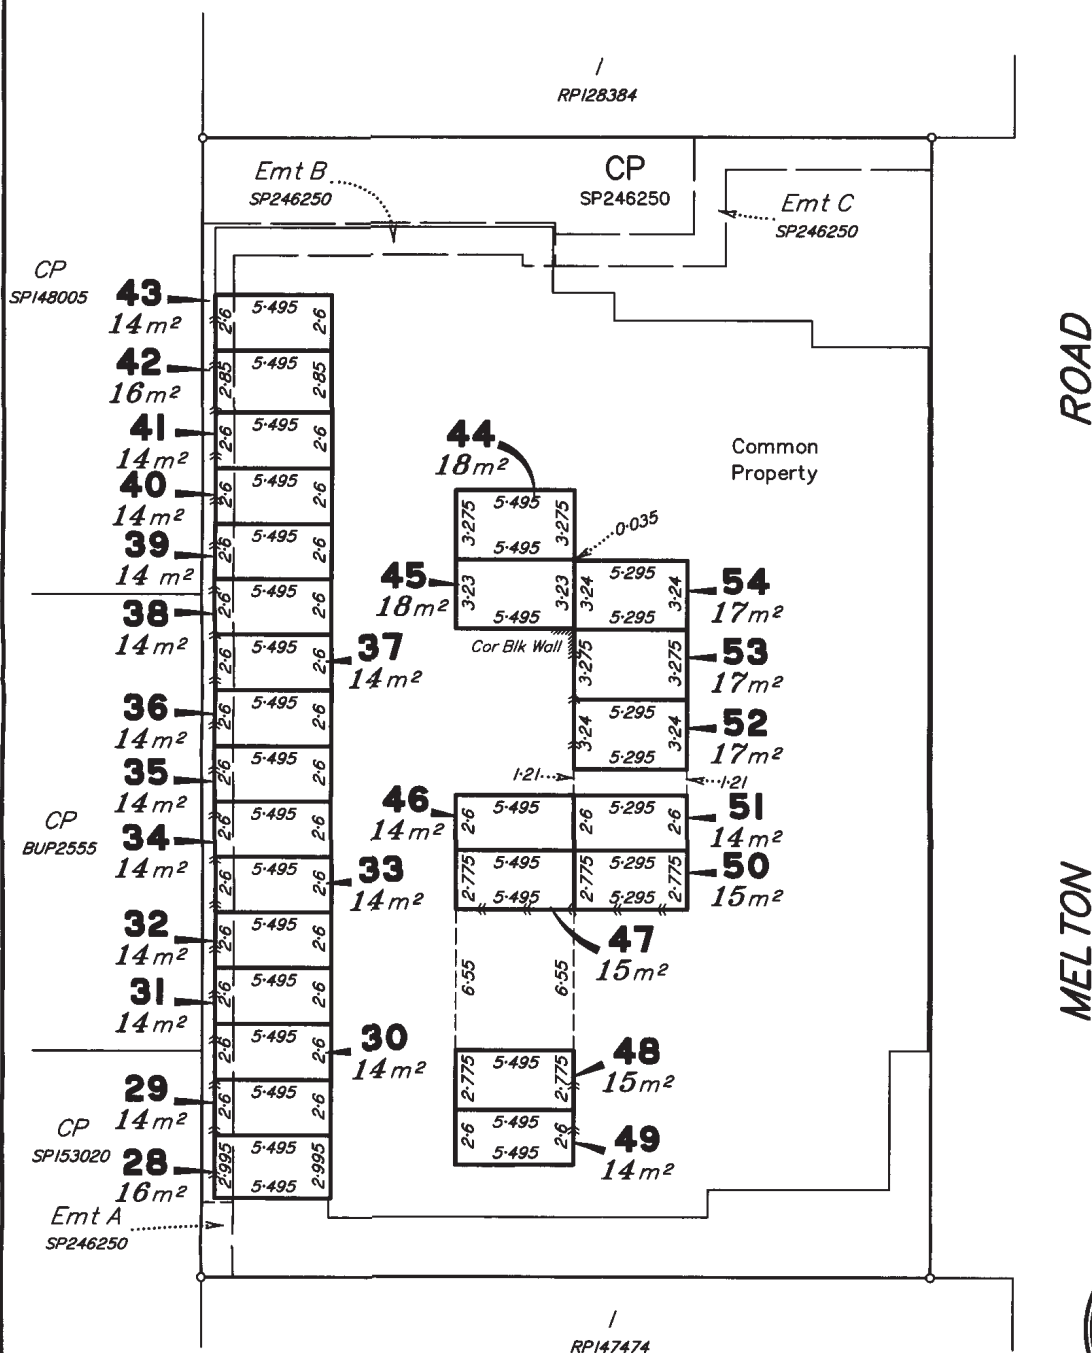 1
RP128384
Emt B
SP246250
CP
SP246250
Emt C
SP246250
CP
SP148005
43
14m²
5·495
2·6
2·6
42
16m²
5·495
2·85
2·85
41
14m²
5·495
2·6
2·6
40
14m²
5·495
2·6
2·6
39
14 m²
5·495
2·6
2·6
38
14m²
5·495
2·6
2·6
37
14m²
5·495
2·6
2·6
36
14m²
5·495
2·6
2·6
35
14m²
5·495
2·6
2·6
CP
BUP2555
34
14m²
5·495
2·6
2·6
33
14m²
5·495
2·6
2·6
32
14m²
5·495
2·6
2·6
31
14m²
5·495
2·6
2·6
30
14m²
5·495
2·6
2·6
29
14m²
5·495
2·6
2·6
CP
SP153020
28
16m²
5·495
2·995
2·995
5·495
Emt A
SP246250
44
18m²
5·495
3·275
3·275
5·495
0·035
45
18m²
3·23
3·23
5·495
Cor Blk Wall
Common
Property
54
17m²
5·295
3·24
3·24
5·295
53
17m²
3·275
3·275
52
17m²
5·295
3·24
3·24
5·295
1·21
1·21
46
14m²
5·495
2·6
51
14m²
5·295
2·6
2·6
50
15m²
5·295
2·775
2·775
5·295
47
15m²
5·495
2·775
5·495
6·55
6·55
48
15m²
5·495
2·775
2·775
49
14m²
5·495
2·6
2·6
5·495
1
RP147474
MELTON
ROAD